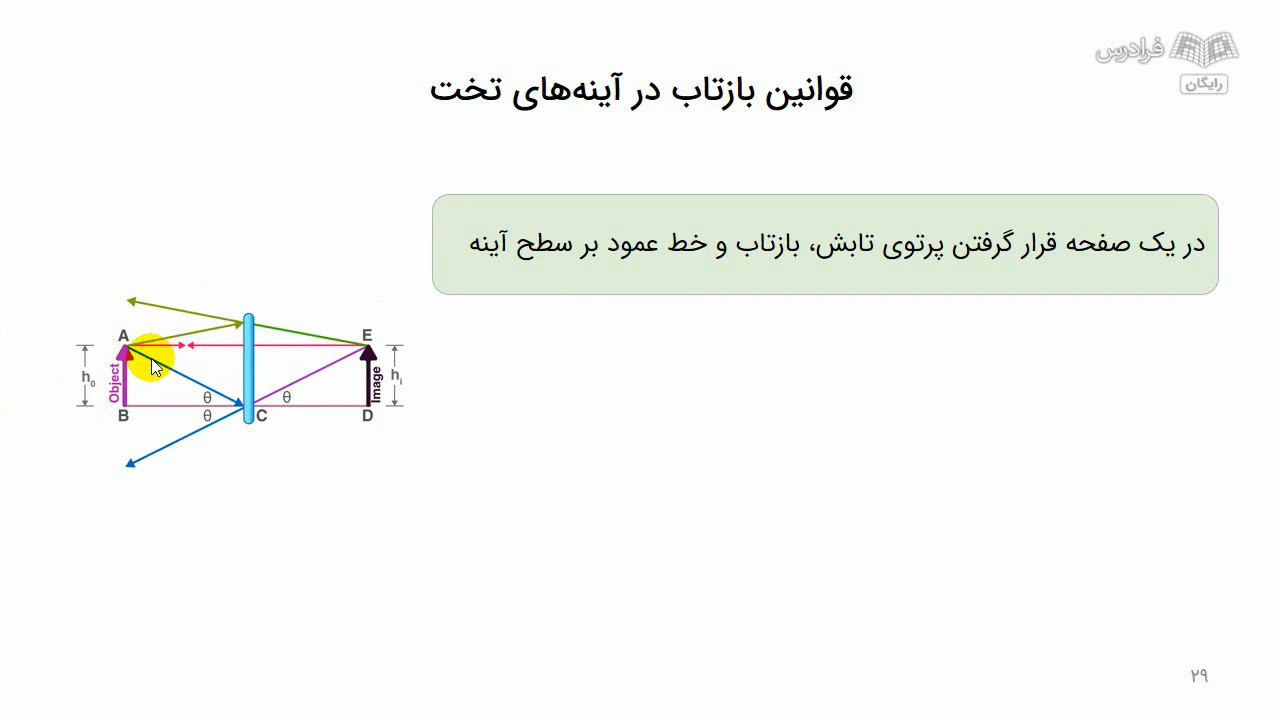 فرادرس
رایگان
قوانین بازتاب در آینه‌های تخت
در یک صفحه قرار گرفتن پرتوی تابش، بازتاب و خط عمود بر سطح آینه
A
E
h₀
Object
θ
θ
θ
Image
hᵢ
B
C
D
۲۹